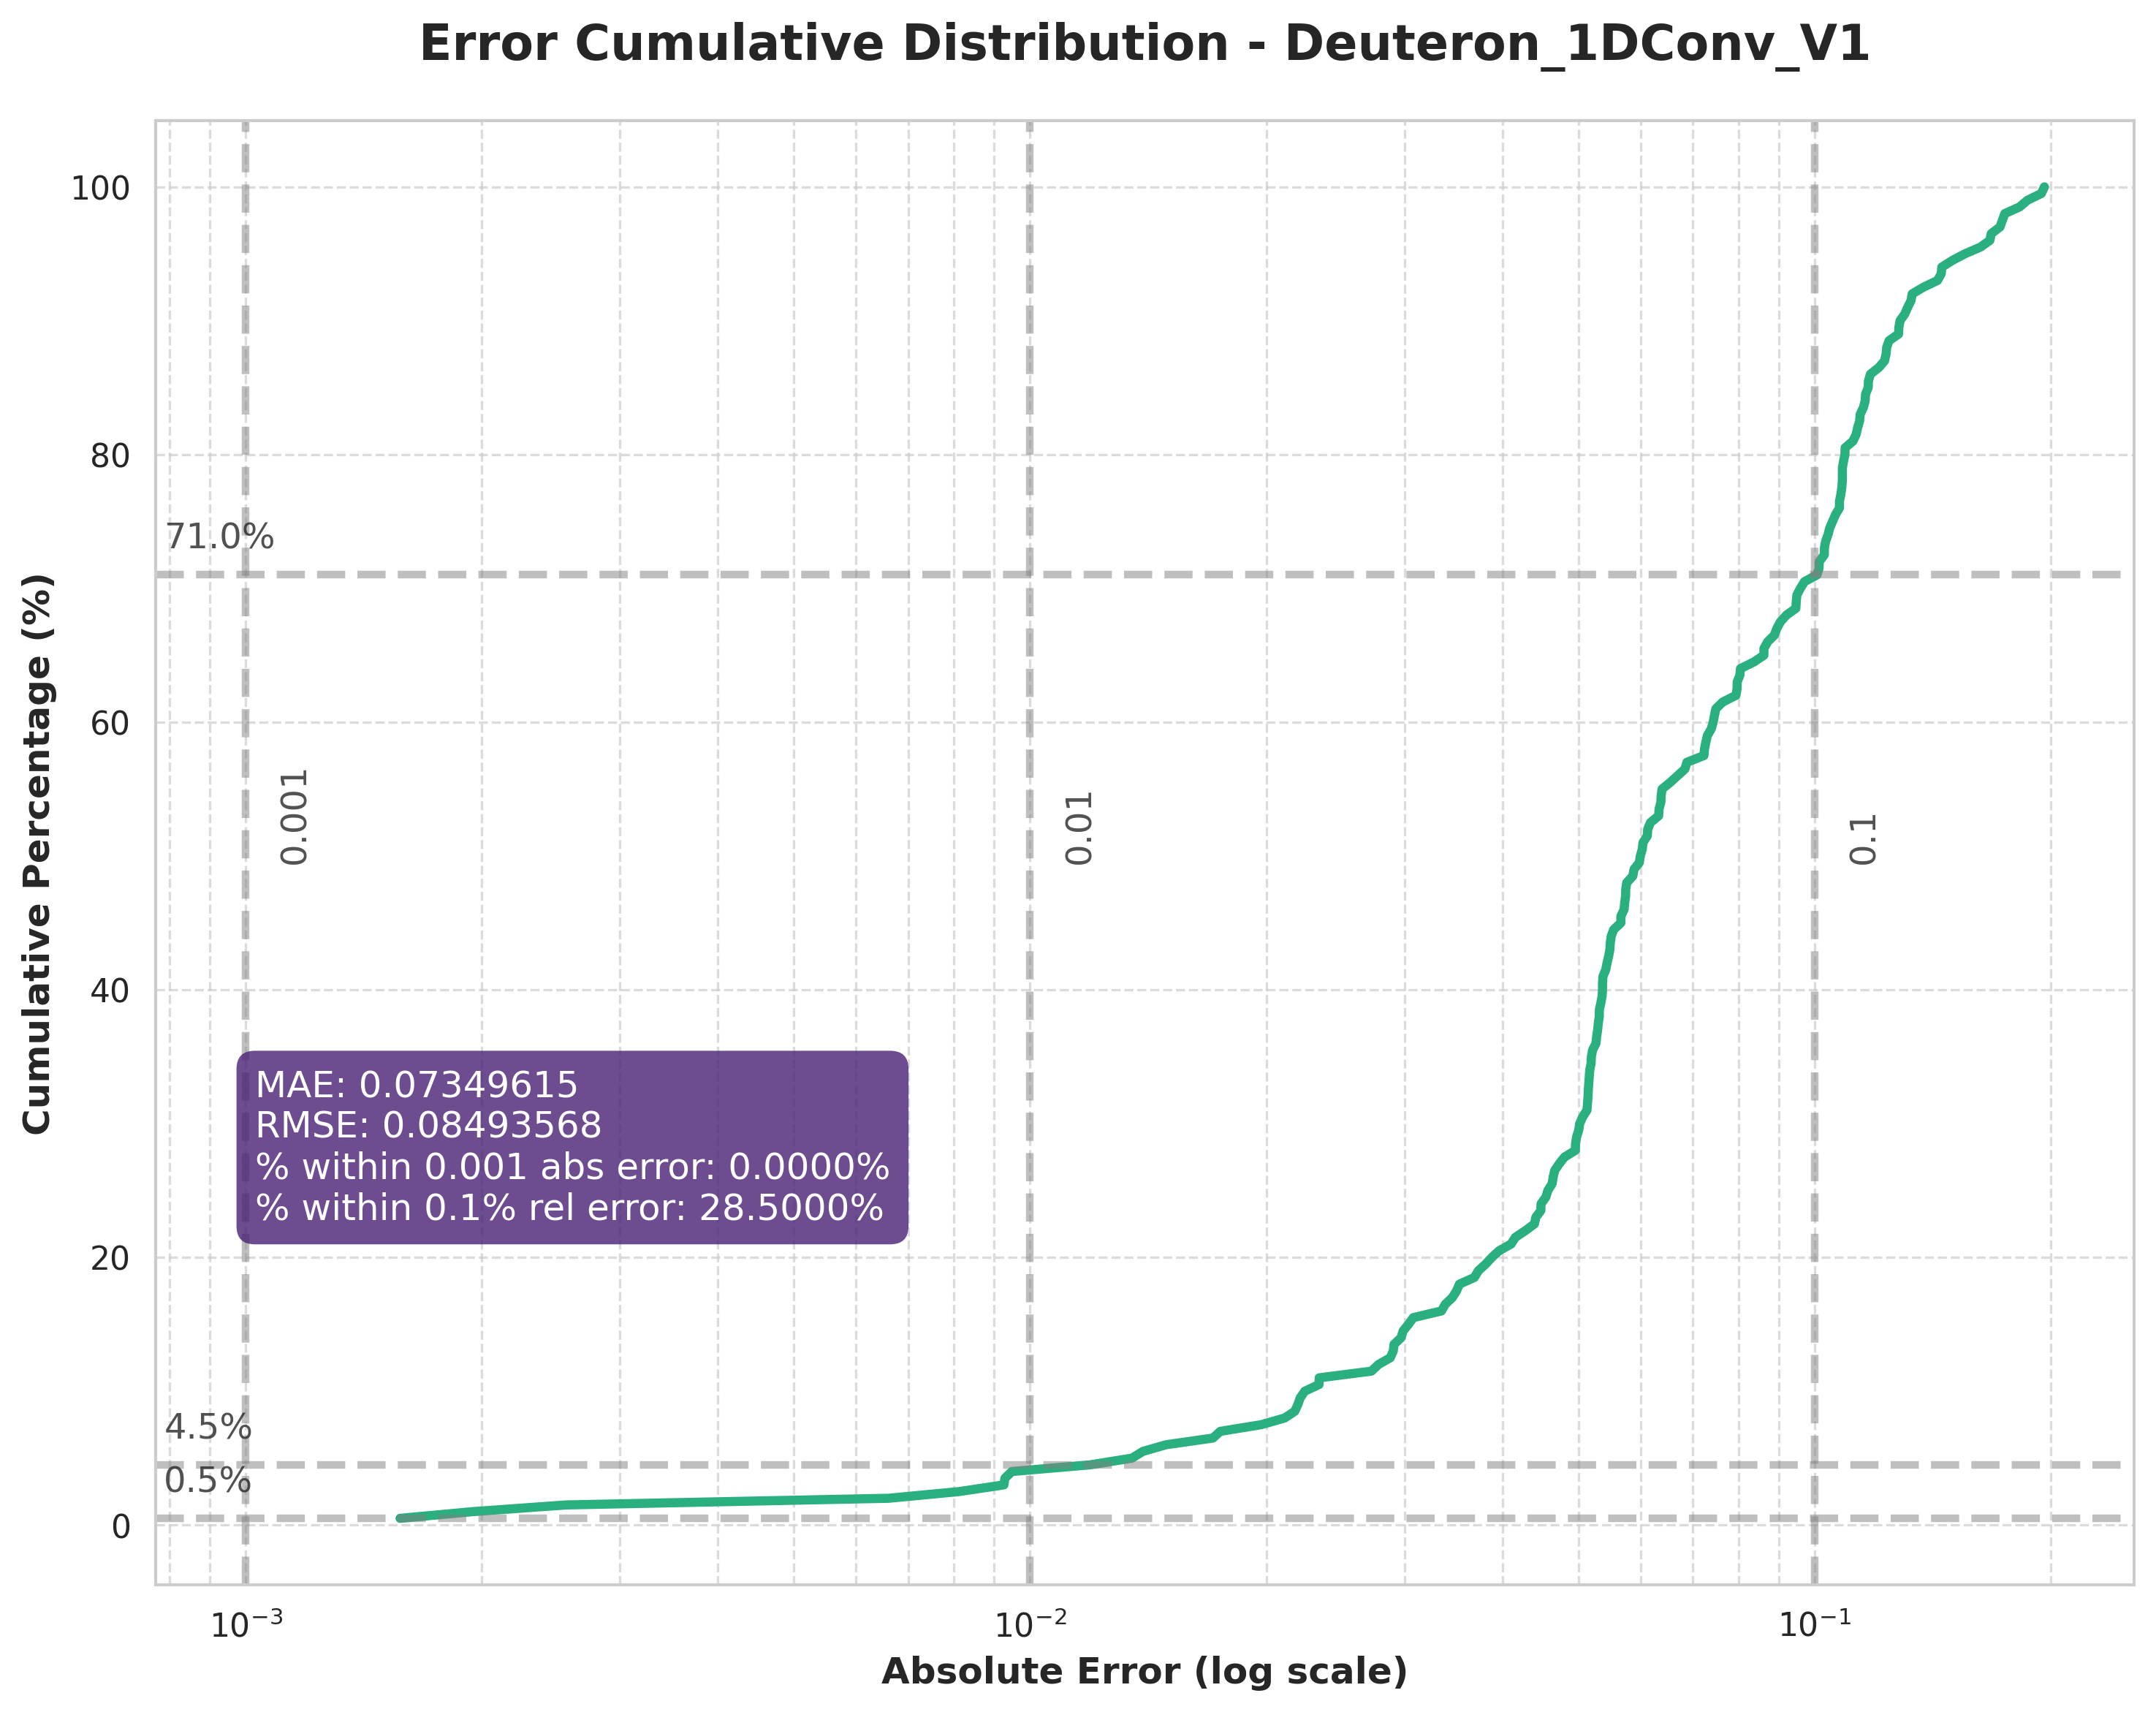 Error Cumulative Distribution - Deuteron_1DConv_V1
Cumulative Percentage (%)
100
80
60
40
20
0
71.0%
4.5%
0.5%
0.001
0.01
0.1
MAE: 0.07349615
RMSE: 0.08493568
% within 0.001 abs error: 0.0000%
% within 0.1% rel error: 28.5000%
10⁻³
10⁻²
10⁻¹
Absolute Error (log scale)